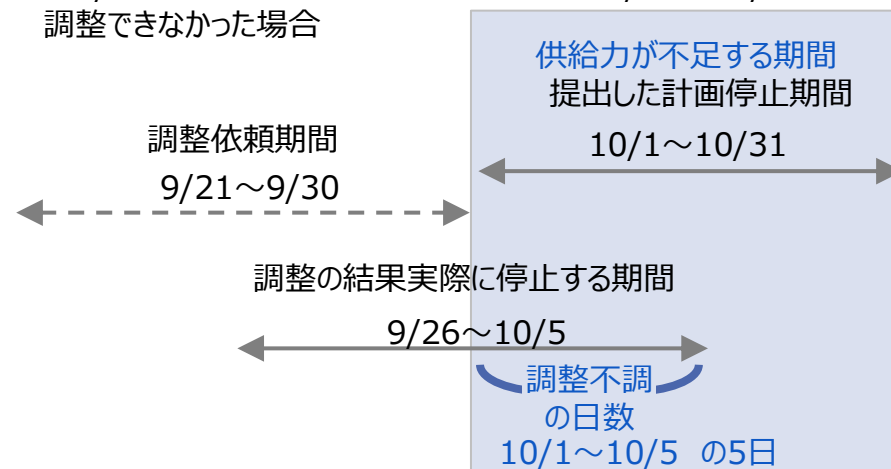 調整できなかった場合
供給力が不足する期間
提出した計画停止期間
10/1～10/31
調整依頼期間
9/21～9/30
調整の結果実際に停止する期間
9/26～10/5
調整不調
の日数
10/1～10/5 の5日